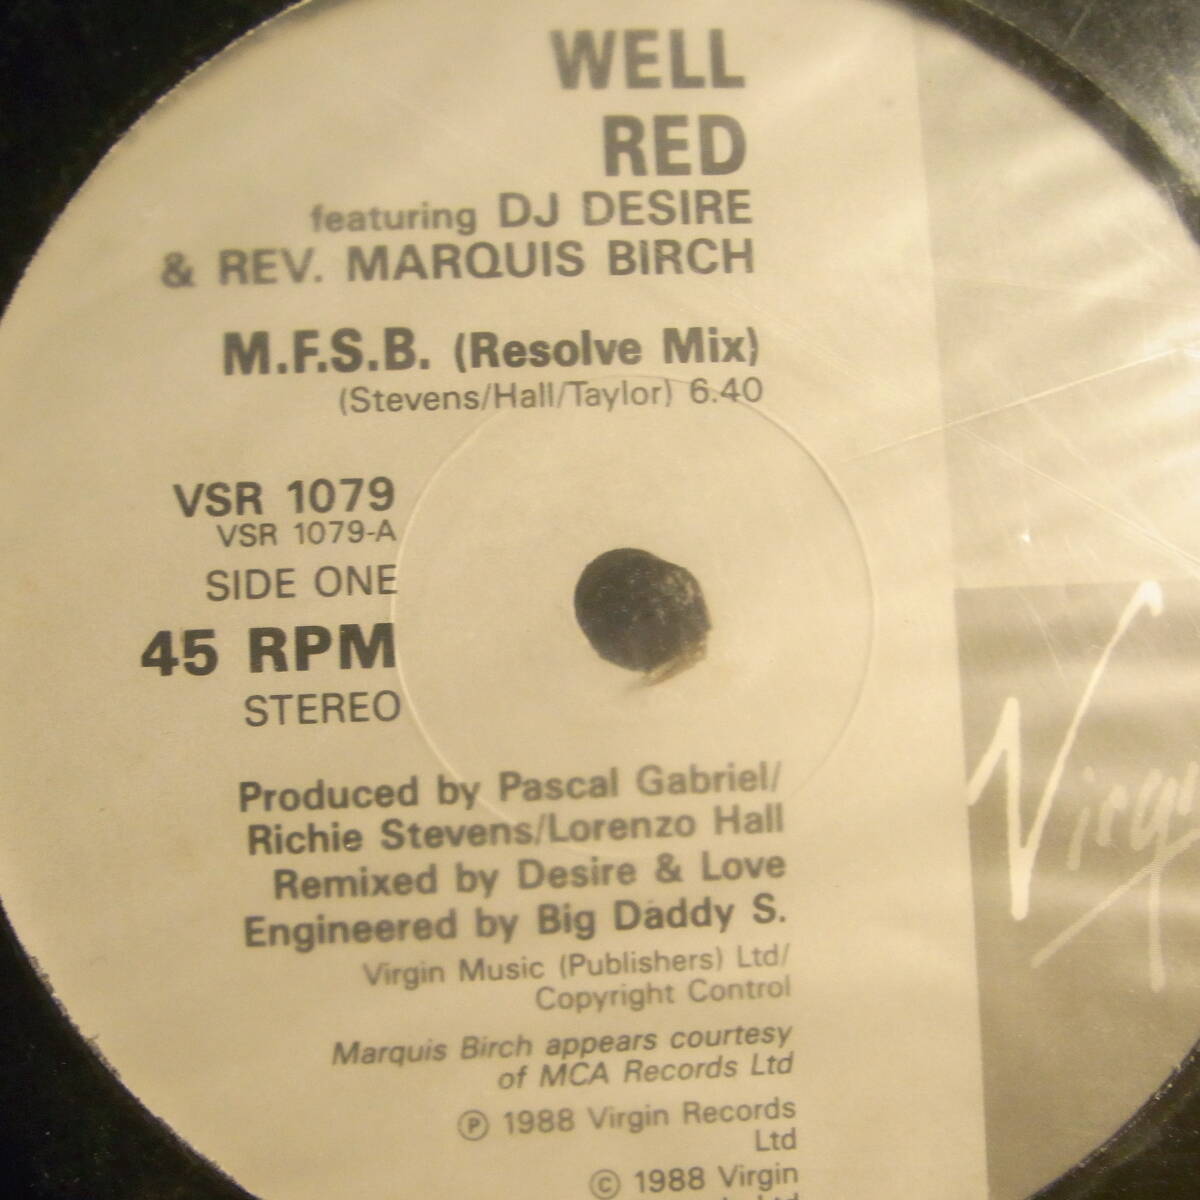 WELL
RED
featuring DJ DESIRE
& REV. MARQUIS BIRCH
M.F.S.B. (Resolve Mix)
(Stevens/Hall/Taylor) 6.40
VSR 1079
VSR 1079-A
SIDE ONE
45 RPM
STEREO
Produced by Pascal Gabriel/
Richie Stevens/Lorenzo Hall
Remixed by Desire & Love
Engineered by Big Daddy S.
Virgin Music (Publishers) Ltd/
Copyright Control
Marquis Birch appears courtesy
of MCA Records Ltd
℗ 1988 Virgin Records
Ltd
© 1988 Virgin
Virgin